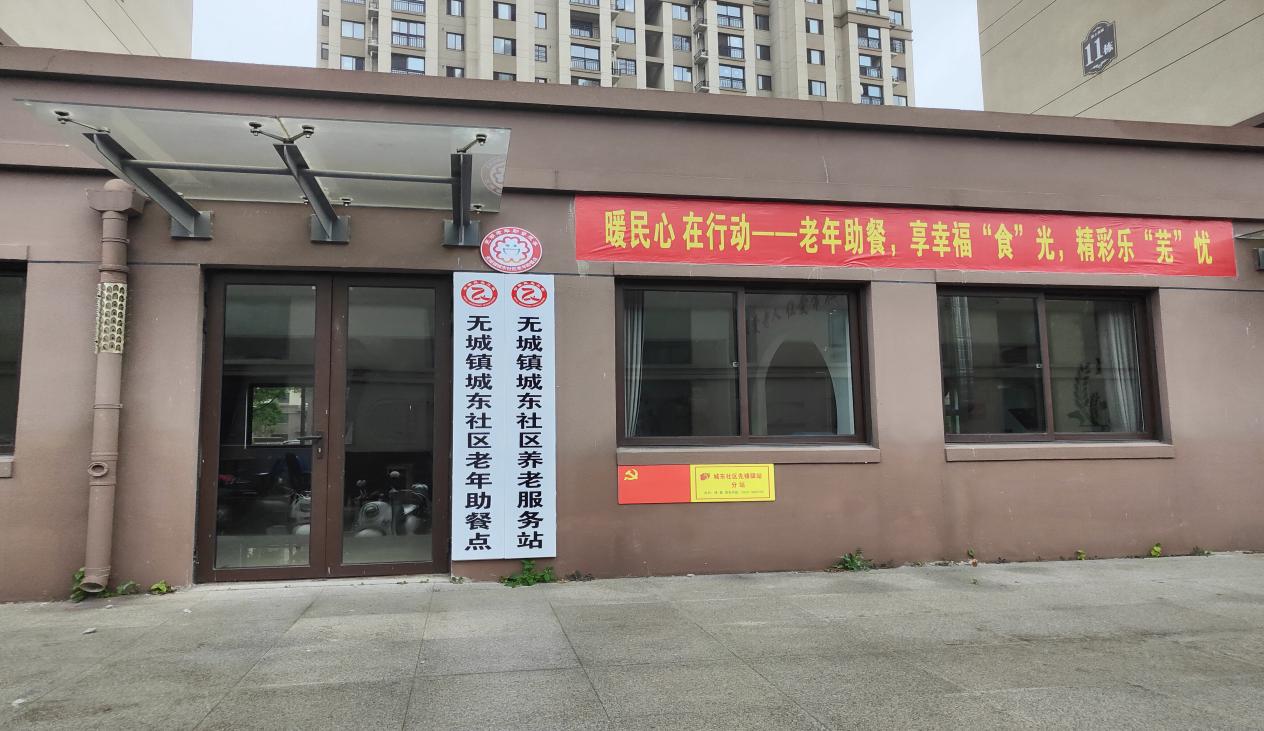 11栋
暖民心 在行动——老年助餐，享幸福“食”光，精彩乐“芜”忧
无城镇城东社区老年助餐点
无城镇城东社区养老服务站
城东社区先锋驿站
分站